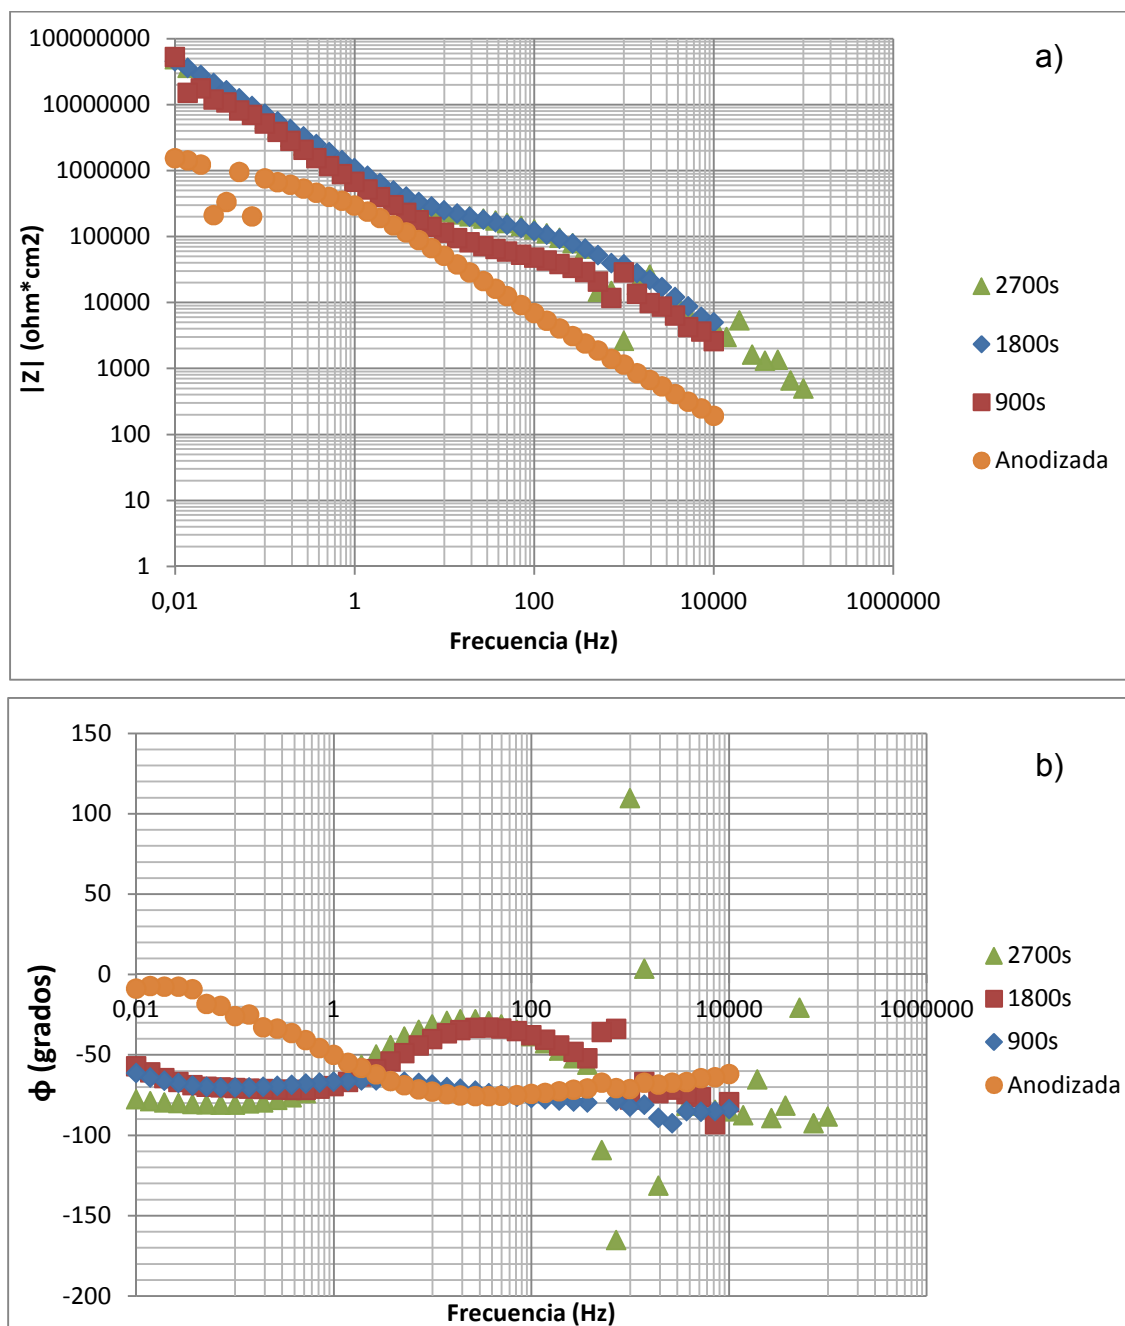 a)
100000000
10000000
1000000
100000
10000
1000
100
10
1
|Z| (ohm*cm2)
0,01
1
100
10000
1000000
Frecuencia (Hz)
2700s
1800s
900s
Anodizada
b)
150
100
50
0
-50
-100
-150
-200
ф (grados)
0,01
1
100
10000
1000000
Frecuencia (Hz)
2700s
1800s
900s
Anodizada